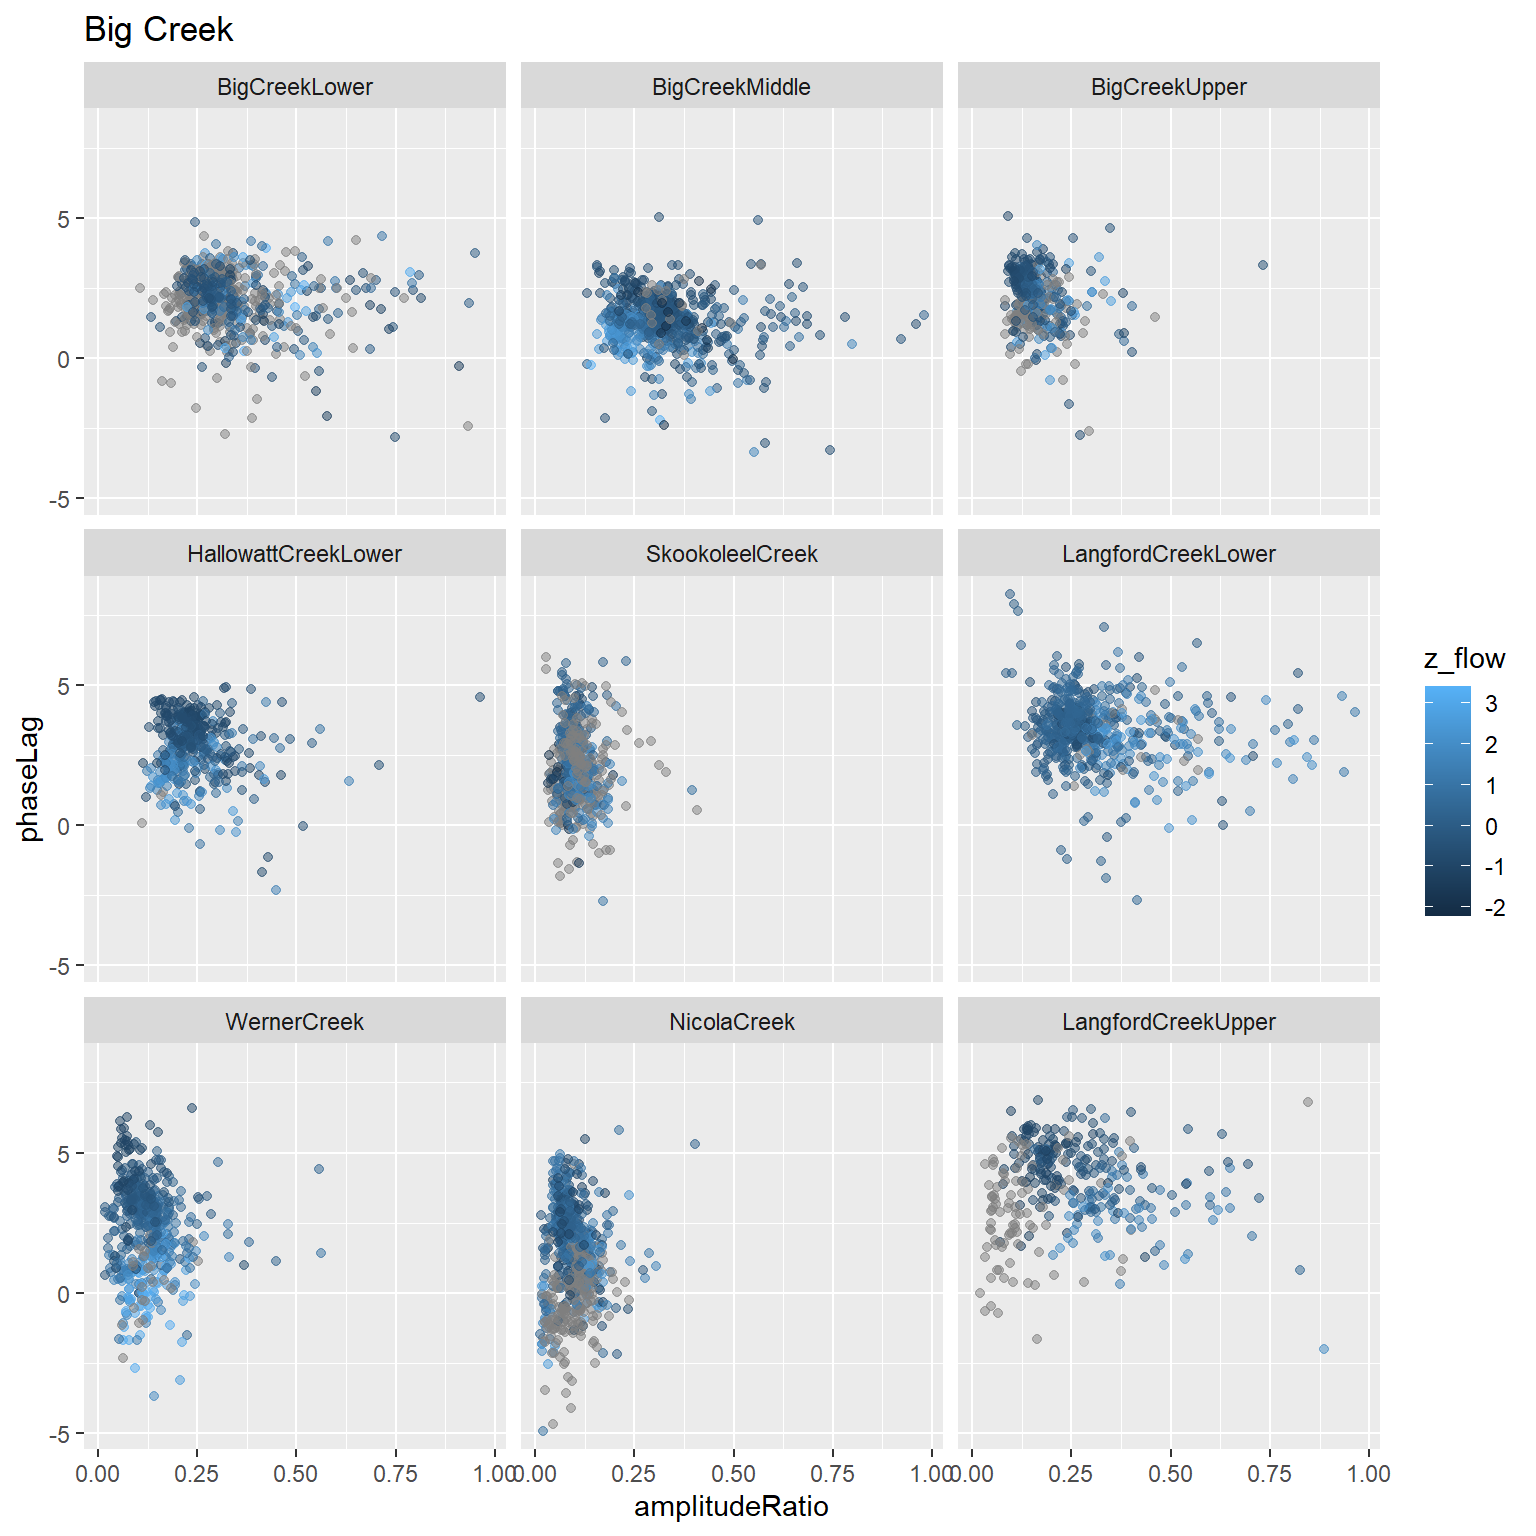 Big Creek
BigCreekLower
BigCreekMiddle
BigCreekUpper
5
0
-5
HallowattCreekLower
SkookoleelCreek
LangfordCreekLower
5
0
-5
phaseLag
z_flow
3
2
1
0
-1
-2
WernerCreek
NicolaCreek
LangfordCreekUpper
5
0
-5
0.00 0.25 0.50 0.75 1.00 0.00 0.25 0.50 0.75 1.00 0.00 0.25 0.50 0.75 1.00
amplitudeRatio